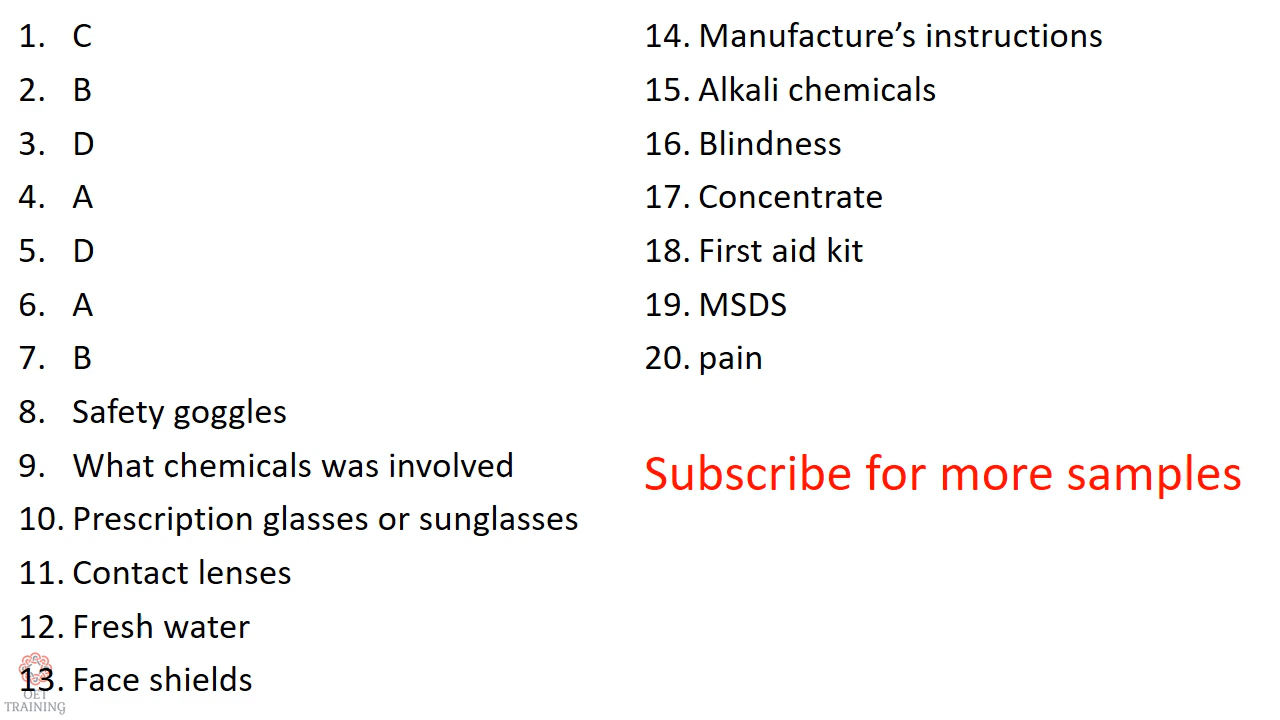 1. C
2. B
3. D
4. A
5. D
6. A
7. B
8. Safety goggles
9. What chemicals was involved
10. Prescription glasses or sunglasses
11. Contact lenses
12. Fresh water
13. Face shields
OET
TRAINING
14. Manufacture’s instructions
15. Alkali chemicals
16. Blindness
17. Concentrate
18. First aid kit
19. MSDS
20. pain
Subscribe for more samples